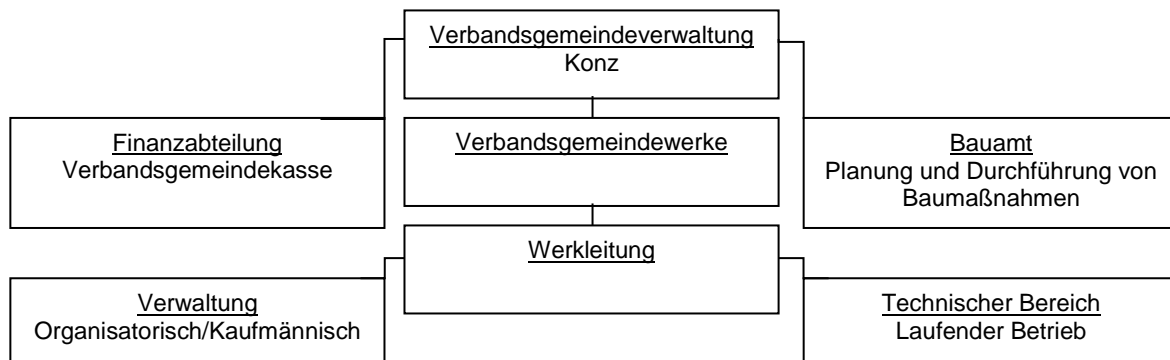 Verbandsgemeindeverwaltung
Konz
Finanzabteilung
Verbandsgemeindekasse
Verbandsgemeindewerke
Bauamt
Planung und Durchführung von
Baumaßnahmen
Werkleitung
Verwaltung
Organisatorisch/Kaufmännisch
Technischer Bereich
Laufender Betrieb